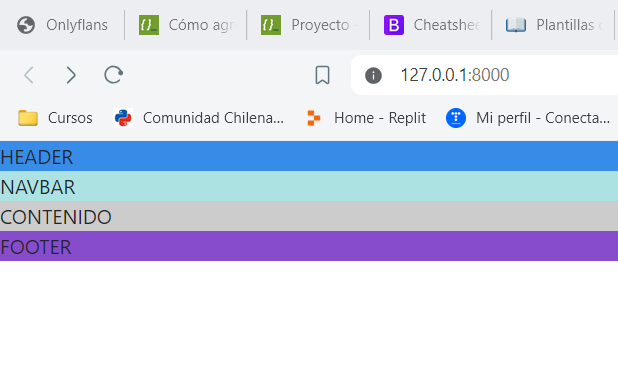 Onlyflans
Cómo agr
Proyecto -
Cheatshee
Plantillas
127.0.0.1:8000
Cursos
Comunidad Chilena...
Home - Replit
Mi perfil - Conecta...
HEADER
NAVBAR
CONTENIDO
FOOTER